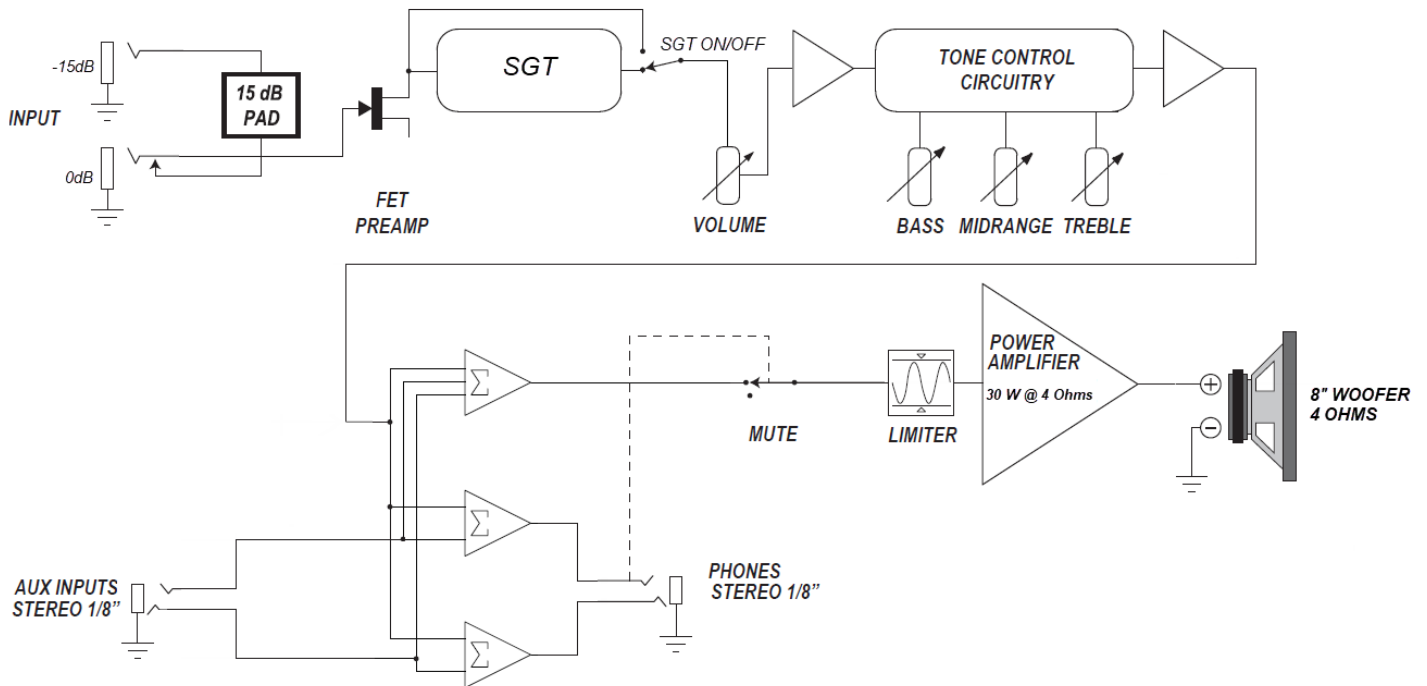 -15dB
INPUT
0dB
15 dB
PAD
FET
PREAMP
SGT
SGT ON/OFF
VOLUME
TONE CONTROL
CIRCUITRY
BASS
MIDRANGE
TREBLE
Σ
MUTE
LIMITER
POWER
AMPLIFIER
30 W @ 4 Ohms
+
−
8" WOOFER
4 OHMS
Σ
AUX INPUTS
STEREO 1/8”
PHONES
STEREO 1/8”
Σ